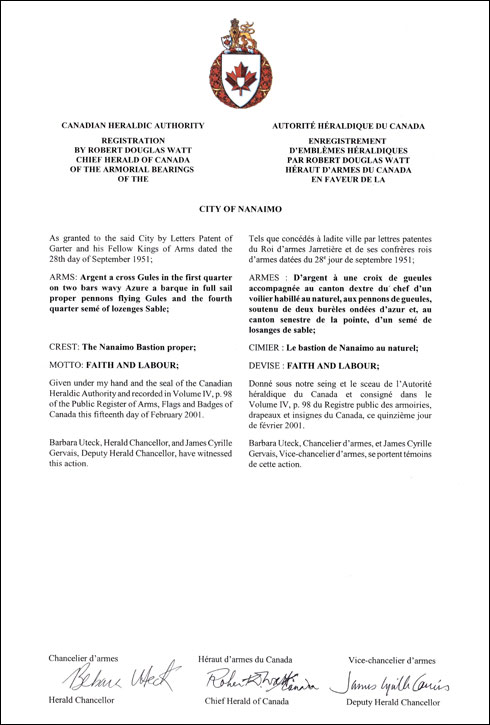 CANADIAN HERALDIC AUTHORITY
REGISTRATION
BY ROBERT DOUGLAS WATT
CHIEF HERALD OF CANADA
OF THE ARMORIAL BEARINGS
OF THE
AUTORITÉ HÉRALDIQUE DU CANADA
ENREGISTREMENT
D'EMBLÈMES HÉRALDIQUES
PAR ROBERT DOUGLAS WATT
HÉRAUT D'ARMES DU CANADA
EN FAVEUR DE LA
CITY OF NANAIMO
As granted to the said City by Letters Patent of
Garter and his Fellow Kings of Arms dated the
28th day of September 1951;
ARMS: Argent a cross Gules in the first quarter
on two bars wavy Azure a barque in full sail
proper pennons flying Gules and the fourth
quarter semé of lozenges Sable;
CREST: The Nanaimo Bastion proper;
MOTTO: FAITH AND LABOUR;
Given under my hand and the seal of the Canadian
Heraldic Authority and recorded in Volume IV, p. 98
of the Public Register of Arms, Flags and Badges of
Canada this fifteenth day of February 2001.
Barbara Uteck, Herald Chancellor, and James Cyrille
Gervais, Deputy Herald Chancellor, have witnessed
this action.
Tels que concédés à ladite ville par lettres patentes
du Roi d'armes Jarretière et de ses confrères rois
d'armes datées du 28e jour de septembre 1951;
ARMES : D'argent à une croix de gueules
accompagnée au canton dextre du chef d'un
voilier habillé au naturel, aux pennons de gueules,
soutenu de deux burèles ondées d'azur et, au
canton senestre de la pointe, d'un semé de
losanges de sable;
CIMIER : Le bastion de Nanaimo au naturel;
DEVISE : FAITH AND LABOUR;
Donné sous notre seing et le sceau de l'Autorité
héraldique du Canada et consigné dans le
Volume IV, p. 98 du Registre public des armoiries,
drapeaux et insignes du Canada, ce quinzième jour
de février 2001.
Barbara Uteck, Chancelier d'armes, et James Cyrille
Gervais, Vice-chancelier d'armes, se portent témoins
de cette action.
Chancelier d'armes
Barbara Uteck
Herald Chancellor
Héraut d'armes du Canada
Robert D. Watt Canada
Chief Herald of Canada
Vice-chancelier d'armes
James Cyrille Gervais
Deputy Herald Chancellor